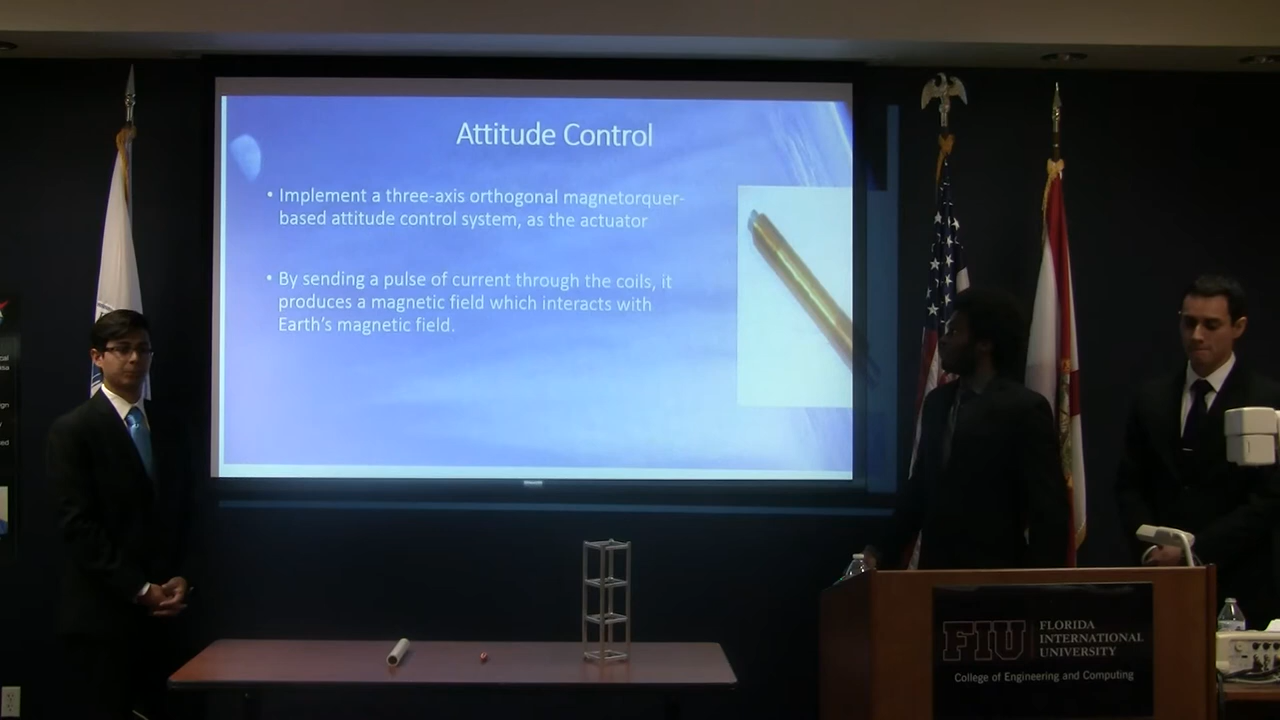 Attitude Control
• Implement a three-axis orthogonal magnetorquer-
based attitude control system, as the actuator
• By sending a pulse of current through the coils, it
produces a magnetic field which interacts with
Earth's magnetic field.
FIU
FLORIDA
INTERNATIONAL
UNIVERSITY
College of Engineering and Computing